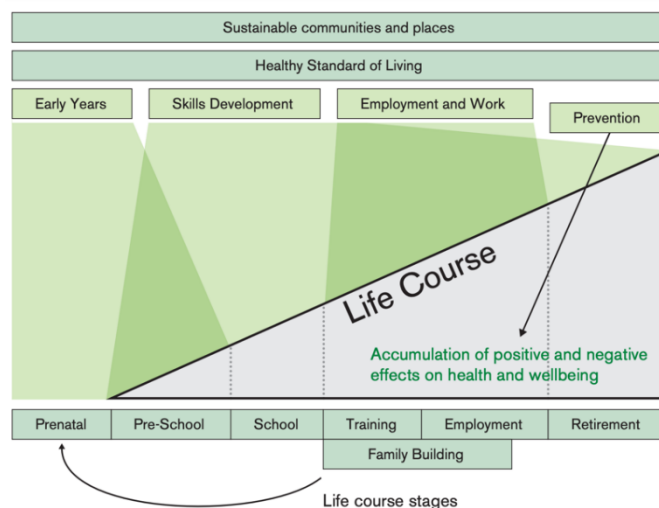 Sustainable communities and places
Healthy Standard of Living
Early Years
Skills Development
Employment and Work
Prevention
Life Course
Accumulation of positive and negative
effects on health and wellbeing
Prenatal
Pre-School
School
Training
Employment
Retirement
Family Building
Life course stages